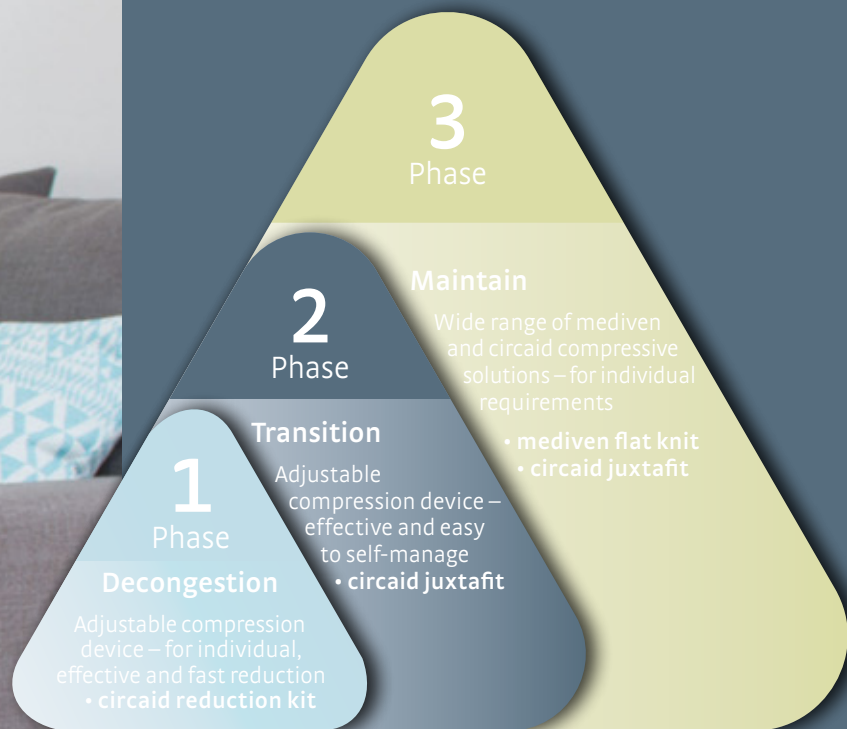 3
Phase
Maintain
Wide range of mediven
and circaid compressive
solutions – for individual
requirements
• mediven flat knit
• circaid juxtafit
2
Phase
Transition
Adjustable
compression device –
effective and easy
to self-manage
• circaid juxtafit
1
Phase
Decongestion
Adjustable compression
device – for individual,
effective and fast reduction
• circaid reduction kit